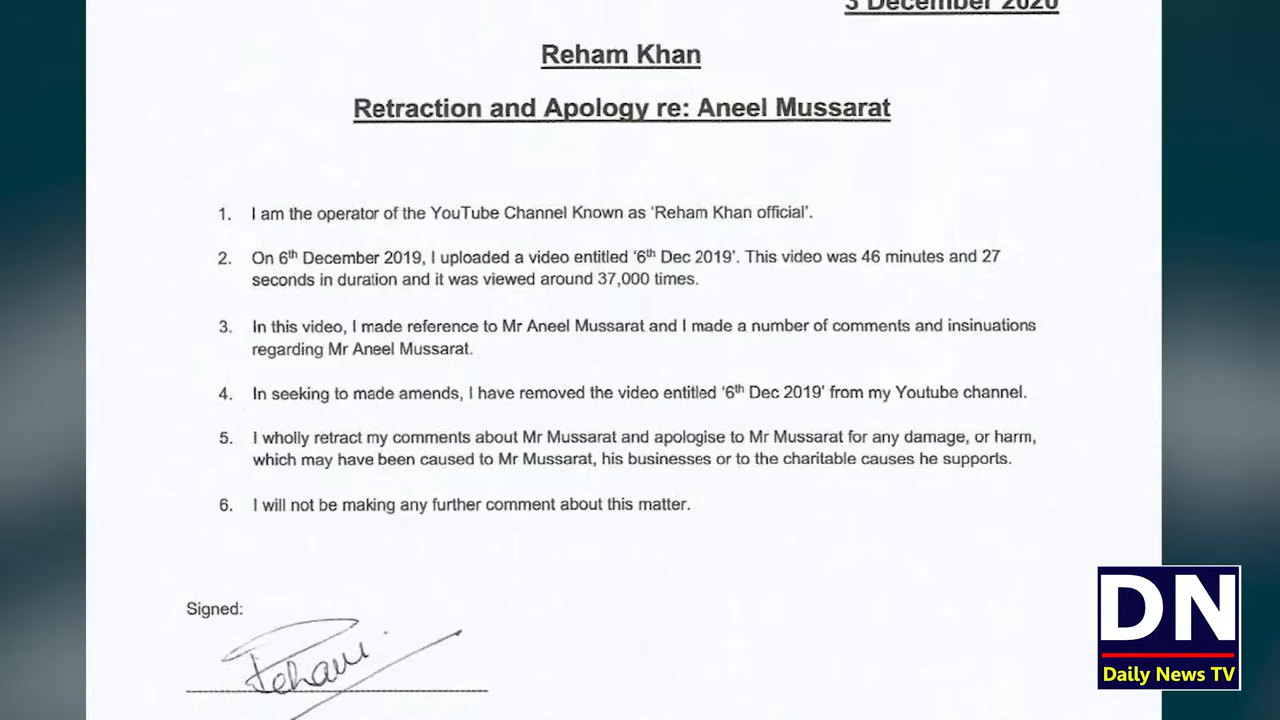 3 December 2020
Reham Khan
Retraction and Apology re: Aneel Mussarat
1. I am the operator of the YouTube Channel Known as ‘Reham Khan official’.
2. On 6th December 2019, I uploaded a video entitled ‘6th Dec 2019’. This video was 46 minutes and 27
seconds in duration and it was viewed around 37,000 times.
3. In this video, I made reference to Mr Aneel Mussarat and I made a number of comments and insinuations
regarding Mr Aneel Mussarat.
4. In seeking to made amends, I have removed the video entitled ‘6th Dec 2019’ from my Youtube channel.
5. I wholly retract my comments about Mr Mussarat and apologise to Mr Mussarat for any damage, or harm,
which may have been caused to Mr Mussarat, his businesses or to the charitable causes he supports.
6. I will not be making any further comment about this matter.
Signed:
Reham
DN
Daily News TV